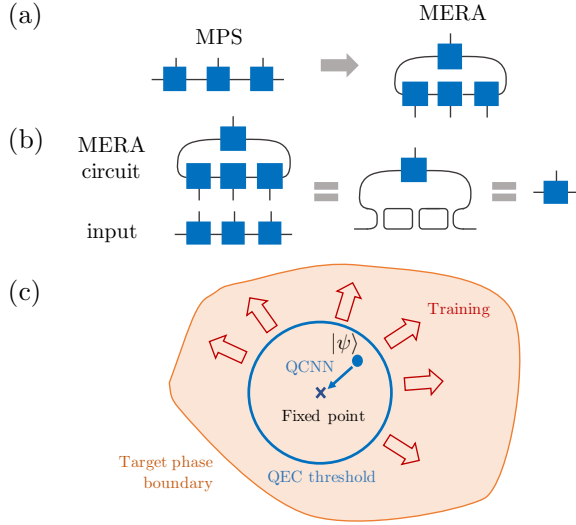 (a)
MPS
MERA
(b)
MERA
circuit
input
=
=
(c)
Training
|ψ⟩
QCNN
Fixed point
Target phase
boundary
QEC threshold